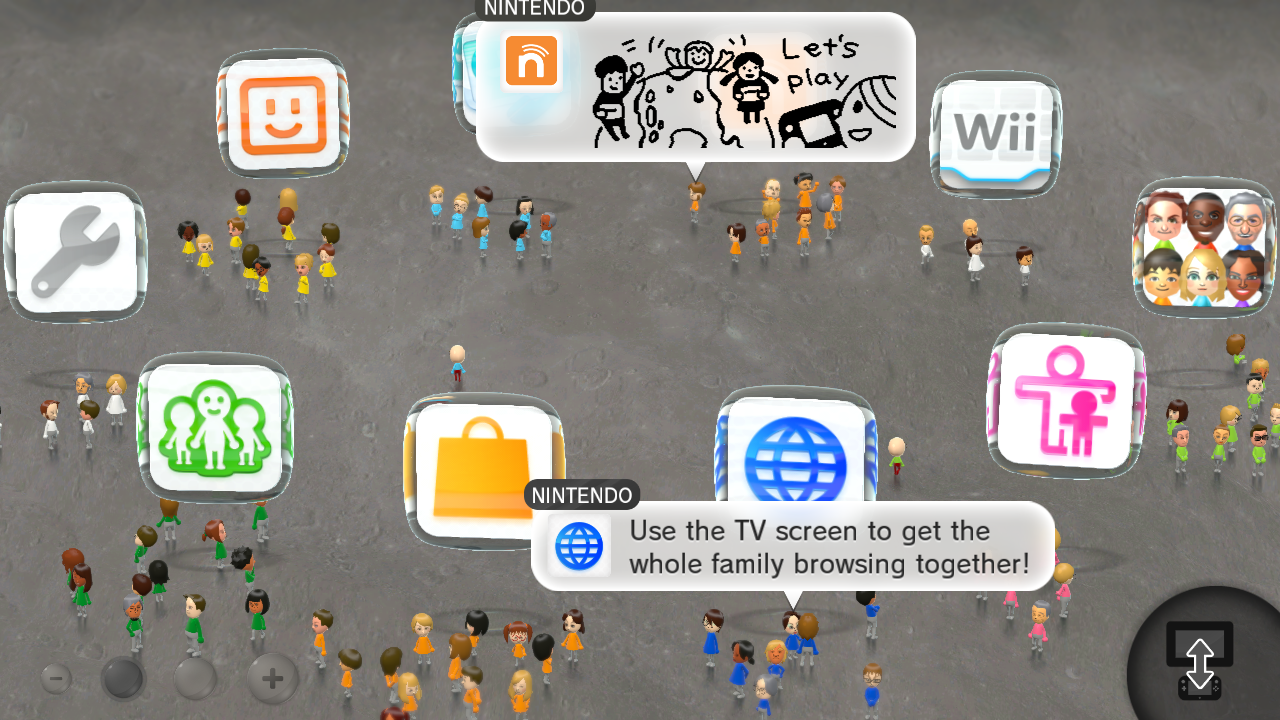 NINTENDO
Let's
play
Wii
NINTENDO
Use the TV screen to get the
whole family browsing together!